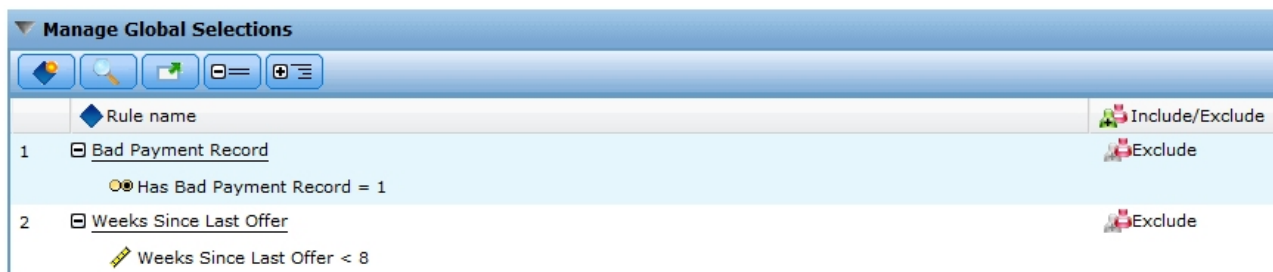 Manage Global Selections
Rule name Include/Exclude
1 Bad Payment Record Exclude
Has Bad Payment Record = 1
2 Weeks Since Last Offer Exclude
Weeks Since Last Offer < 8